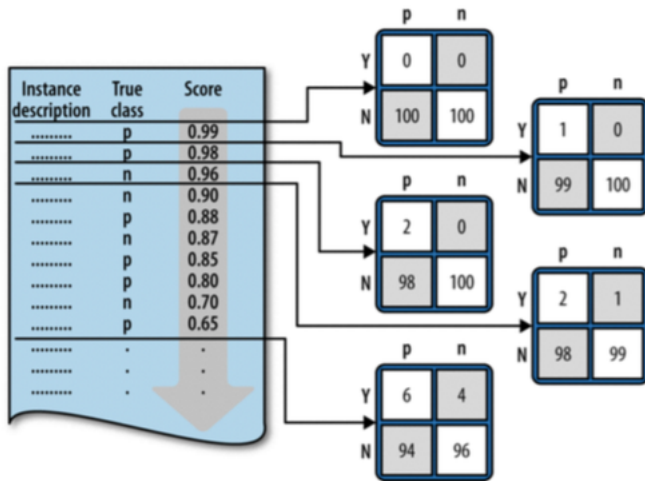 Instance description True class Score
......... p 0.99
......... p 0.98
......... n 0.96
......... n 0.90
......... p 0.88
......... n 0.87
......... p 0.85
......... p 0.80
......... n 0.70
......... p 0.65
......... . .
......... . .
......... . .
p n
Y 0 0
N 100 100
p n
Y 1 0
N 99 100
p n
Y 2 0
N 98 100
p n
Y 2 1
N 98 99
p n
Y 6 4
N 94 96